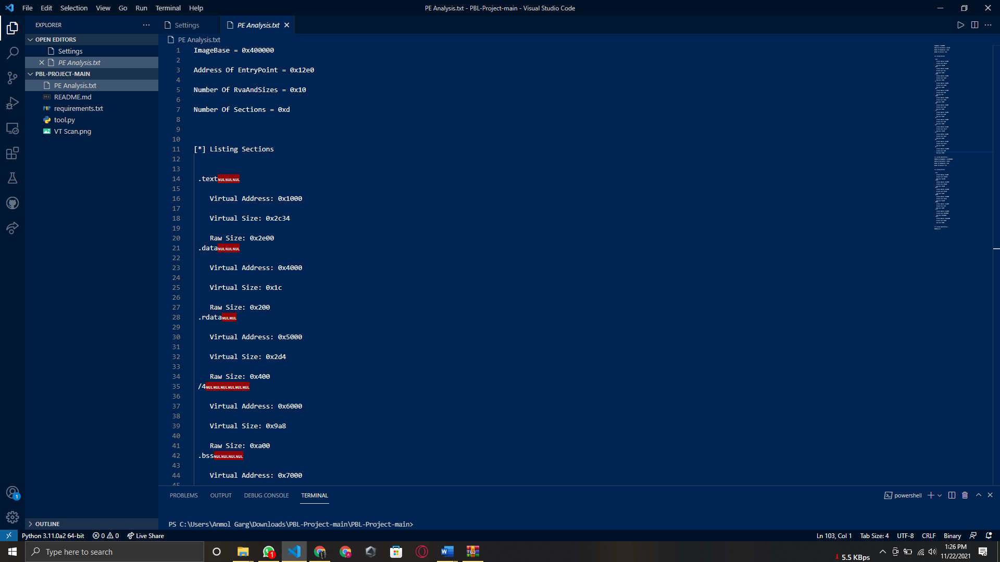 File Edit Selection View Go Run Terminal Help
PE Analysis.txt - PBL-Project-main - Visual Studio Code
EXPLORER
OPEN EDITORS
Settings
PE Analysis.txt
PBL-PROJECT-MAIN
PE Analysis.txt
README.md
requirements.txt
tool.py
VT Scan.png
OUTLINE
Settings
PE Analysis.txt
PE Analysis.txt
1 ImageBase = 0x400000
2
3 Address Of EntryPoint = 0x12e0
4
5 Number Of RvaAndSizes = 0x10
6
7 Number Of Sections = 0xd
8
9
10
11 [*] Listing Sections
12
13
14 .textNULNULNUL
15
16 Virtual Address: 0x1000
17
18 Virtual Size: 0x2c34
19
20 Raw Size: 0x2e00
21 .dataNULNULNUL
22
23 Virtual Address: 0x4000
24
25 Virtual Size: 0x1c
26
27 Raw Size: 0x200
28 .rdataNULNUL
29
30 Virtual Address: 0x5000
31
32 Virtual Size: 0x2d4
33
34 Raw Size: 0x400
35 /4NULNULNULNULNULNUL
36
37 Virtual Address: 0x6000
38
39 Virtual Size: 0x9a8
40
41 Raw Size: 0xa00
42 .bssNULNULNULNUL
43
44 Virtual Address: 0x7000
45
PROBLEMS OUTPUT DEBUG CONSOLE TERMINAL
powershell
PS C:\Users\Anmol Garg\Downloads\PBL-Project-main\PBL-Project-main>
1
Python 3.11.0a2 64-bit 0 0 Live Share
Ln 103, Col 1 Tab Size: 4 UTF-8 CRLF Binary
Type here to search
1
5.5 KBps
1:26 PM
11/22/2021